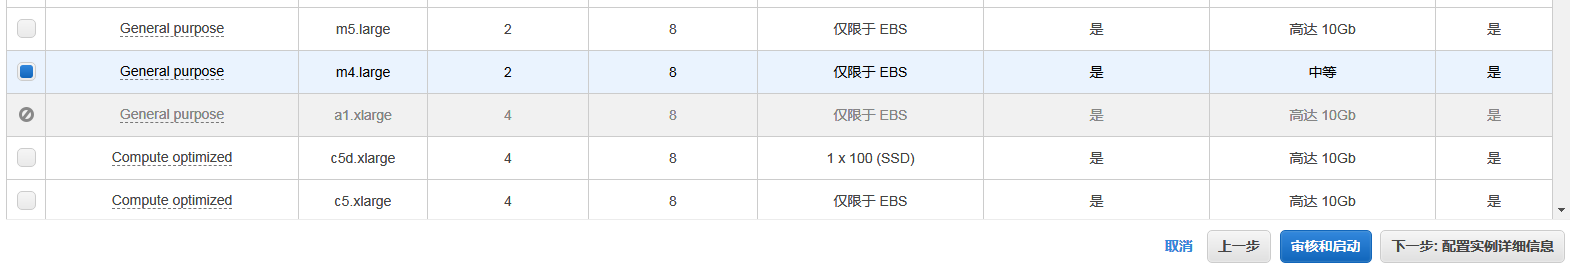 General purpose m5.large 2 8 仅限于 EBS 是 高达 10Gb 是
General purpose m4.large 2 8 仅限于 EBS 是 中等 是
General purpose a1.xlarge 4 8 仅限于 EBS 是 高达 10Gb 是
Compute optimized c5d.xlarge 4 8 1 x 100 (SSD) 是 高达 10Gb 是
Compute optimized c5.xlarge 4 8 仅限于 EBS 是 高达 10Gb 是
取消 上一步 审核和启动 下一步: 配置实例详细信息